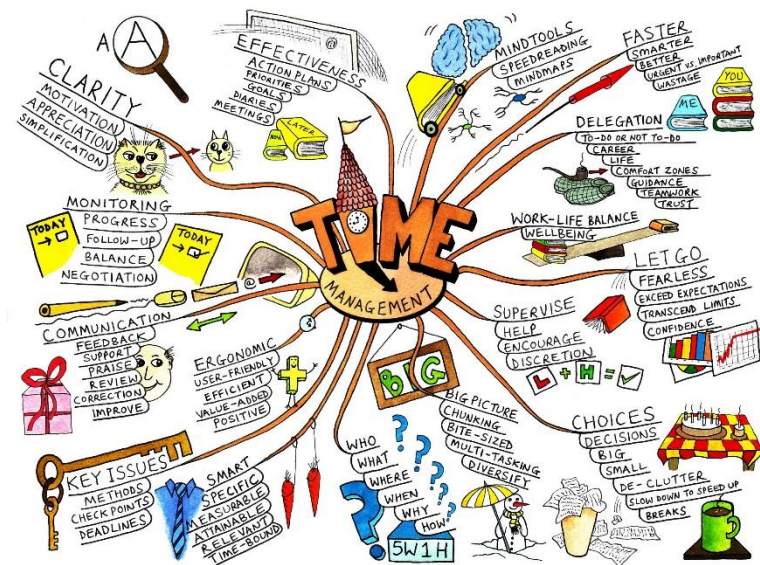 TIME
MANAGEMENT
A A
CLARITY
MOTIVATION
APPRECIATION
SIMPLIFICATION
EFFECTIVENESS
ACTION PLANS
PRIORITIES
GOALS
DIARIES
MEETINGS
NOW
LATER
MINDTOOLS
SPEEDREADING
MINDMAPS
FASTER
SMARTER
BETTER
URGENT VS. IMPORTANT
WASTAGE
ME
YOU
DELEGATION
TO-DO OR NOT TO-DO
CAREER
LIFE
COMFORT ZONES
GUIDANCE
TEAMWORK
TRUST
WORK-LIFE BALANCE
WELLBEING
LET GO
FEARLESS
EXCEED EXPECTATIONS
TRANSCEND LIMITS
CONFIDENCE
SUPERVISE
HELP
ENCOURAGE
DISCRETION
L + H = ✓
CHOICES
DECISIONS
BIG
SMALL
DE-CLUTTER
SLOW DOWN TO SPEED UP
BREAKS
BIG
BIG PICTURE
CHUNKING
BITE-SIZED
MULTI-TASKING
DIVERSIFY
WHO
WHAT
WHERE
WHEN
WHY
HOW
? ? ? ? ? ? ?
5W1H
SMART
SPECIFIC
MEASURABLE
ATTAINABLE
RELEVANT
TIME-BOUND
KEY ISSUES
METHODS
CHECK POINTS
DEADLINES
ERGONOMIC
USER-FRIENDLY
EFFICIENT
VALUE-ADDED
POSITIVE
COMMUNICATION
FEEDBACK
SUPPORT
PRAISE
REVIEW
CORRECTION
IMPROVE
@
MONITORING
PROGRESS
FOLLOW-UP
BALANCE
NEGOTIATION
TODAY
TODAY